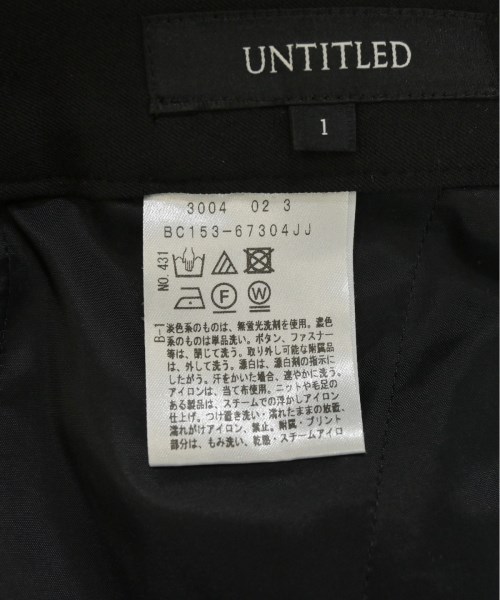 UNTITLED
1
3004 02 3
BC153-67304JJ
NO.431
F
W
B-1
淡色系のものは、無蛍光洗剤を使用。濃色
系のものは単品洗い。ボタン、ファスナー
等は、閉じて洗う。取り外し可能な附属品
は、外して洗う。漂白は、漂白剤の指示に
したがう。汗をかいた場合、速やかに洗う。
アイロンは、当て布使用。ニットや毛足の
ある製品は、スチームでの浮かしアイロン
仕上げ。つけ置き洗い・濡れたままの放置、
濡れがけアイロン、禁止。附属・プリント
部分は、もみ洗い、乾燥・スチームアイロ